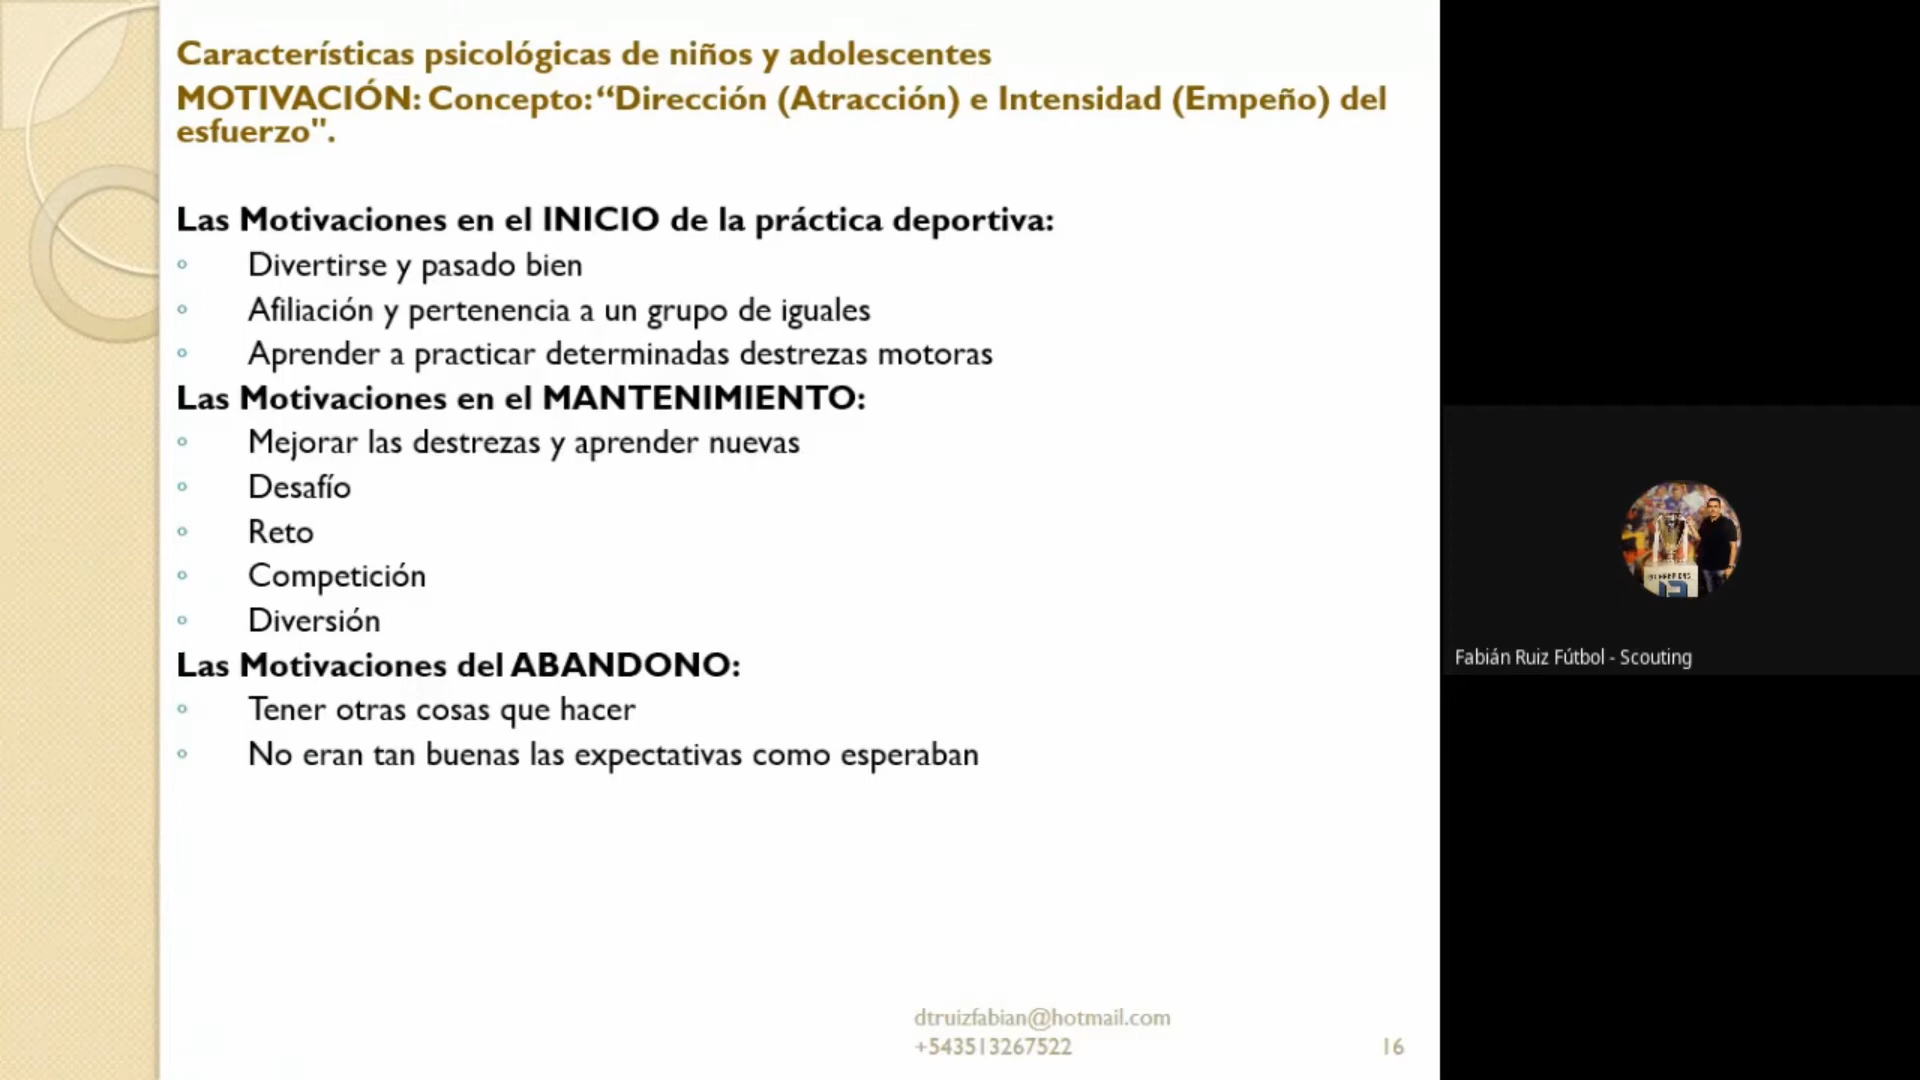 Características psicológicas de niños y adolescentes
MOTIVACIÓN: Concepto: “Dirección (Atracción) e Intensidad (Empeño) del
esfuerzo".
Las Motivaciones en el INICIO de la práctica deportiva:
Divertirse y pasado bien
Afiliación y pertenencia a un grupo de iguales
Aprender a practicar determinadas destrezas motoras
Las Motivaciones en el MANTENIMIENTO:
Mejorar las destrezas y aprender nuevas
Desafío
Reto
Competición
Diversión
Las Motivaciones del ABANDONO:
Tener otras cosas que hacer
No eran tan buenas las expectativas como esperaban
dtruizfabian@hotmail.com
+543513267522
16
Fabián Ruiz Fútbol - Scouting